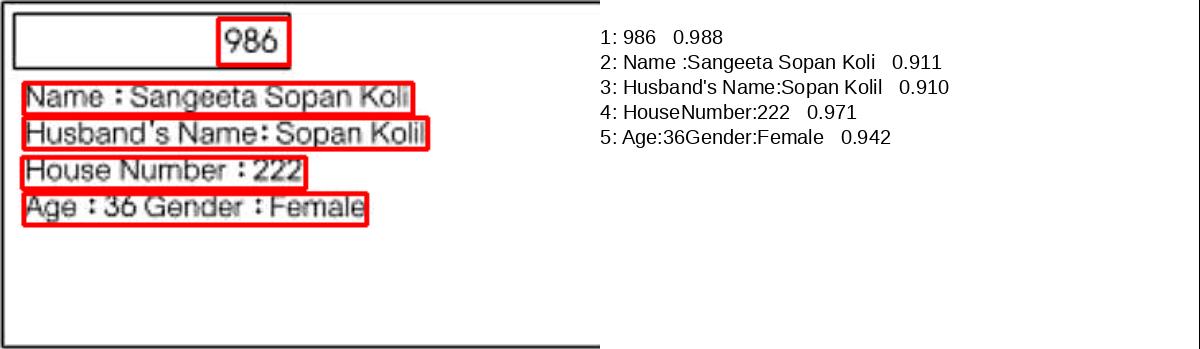 986
Name : Sangeeta Sopan Koli
Husband's Name: Sopan Kolil
House Number : 222
Age : 36 Gender : Female
1: 986 0.988
2: Name :Sangeeta Sopan Koli 0.911
3: Husband's Name:Sopan Kolil 0.910
4: HouseNumber:222 0.971
5: Age:36Gender:Female 0.942